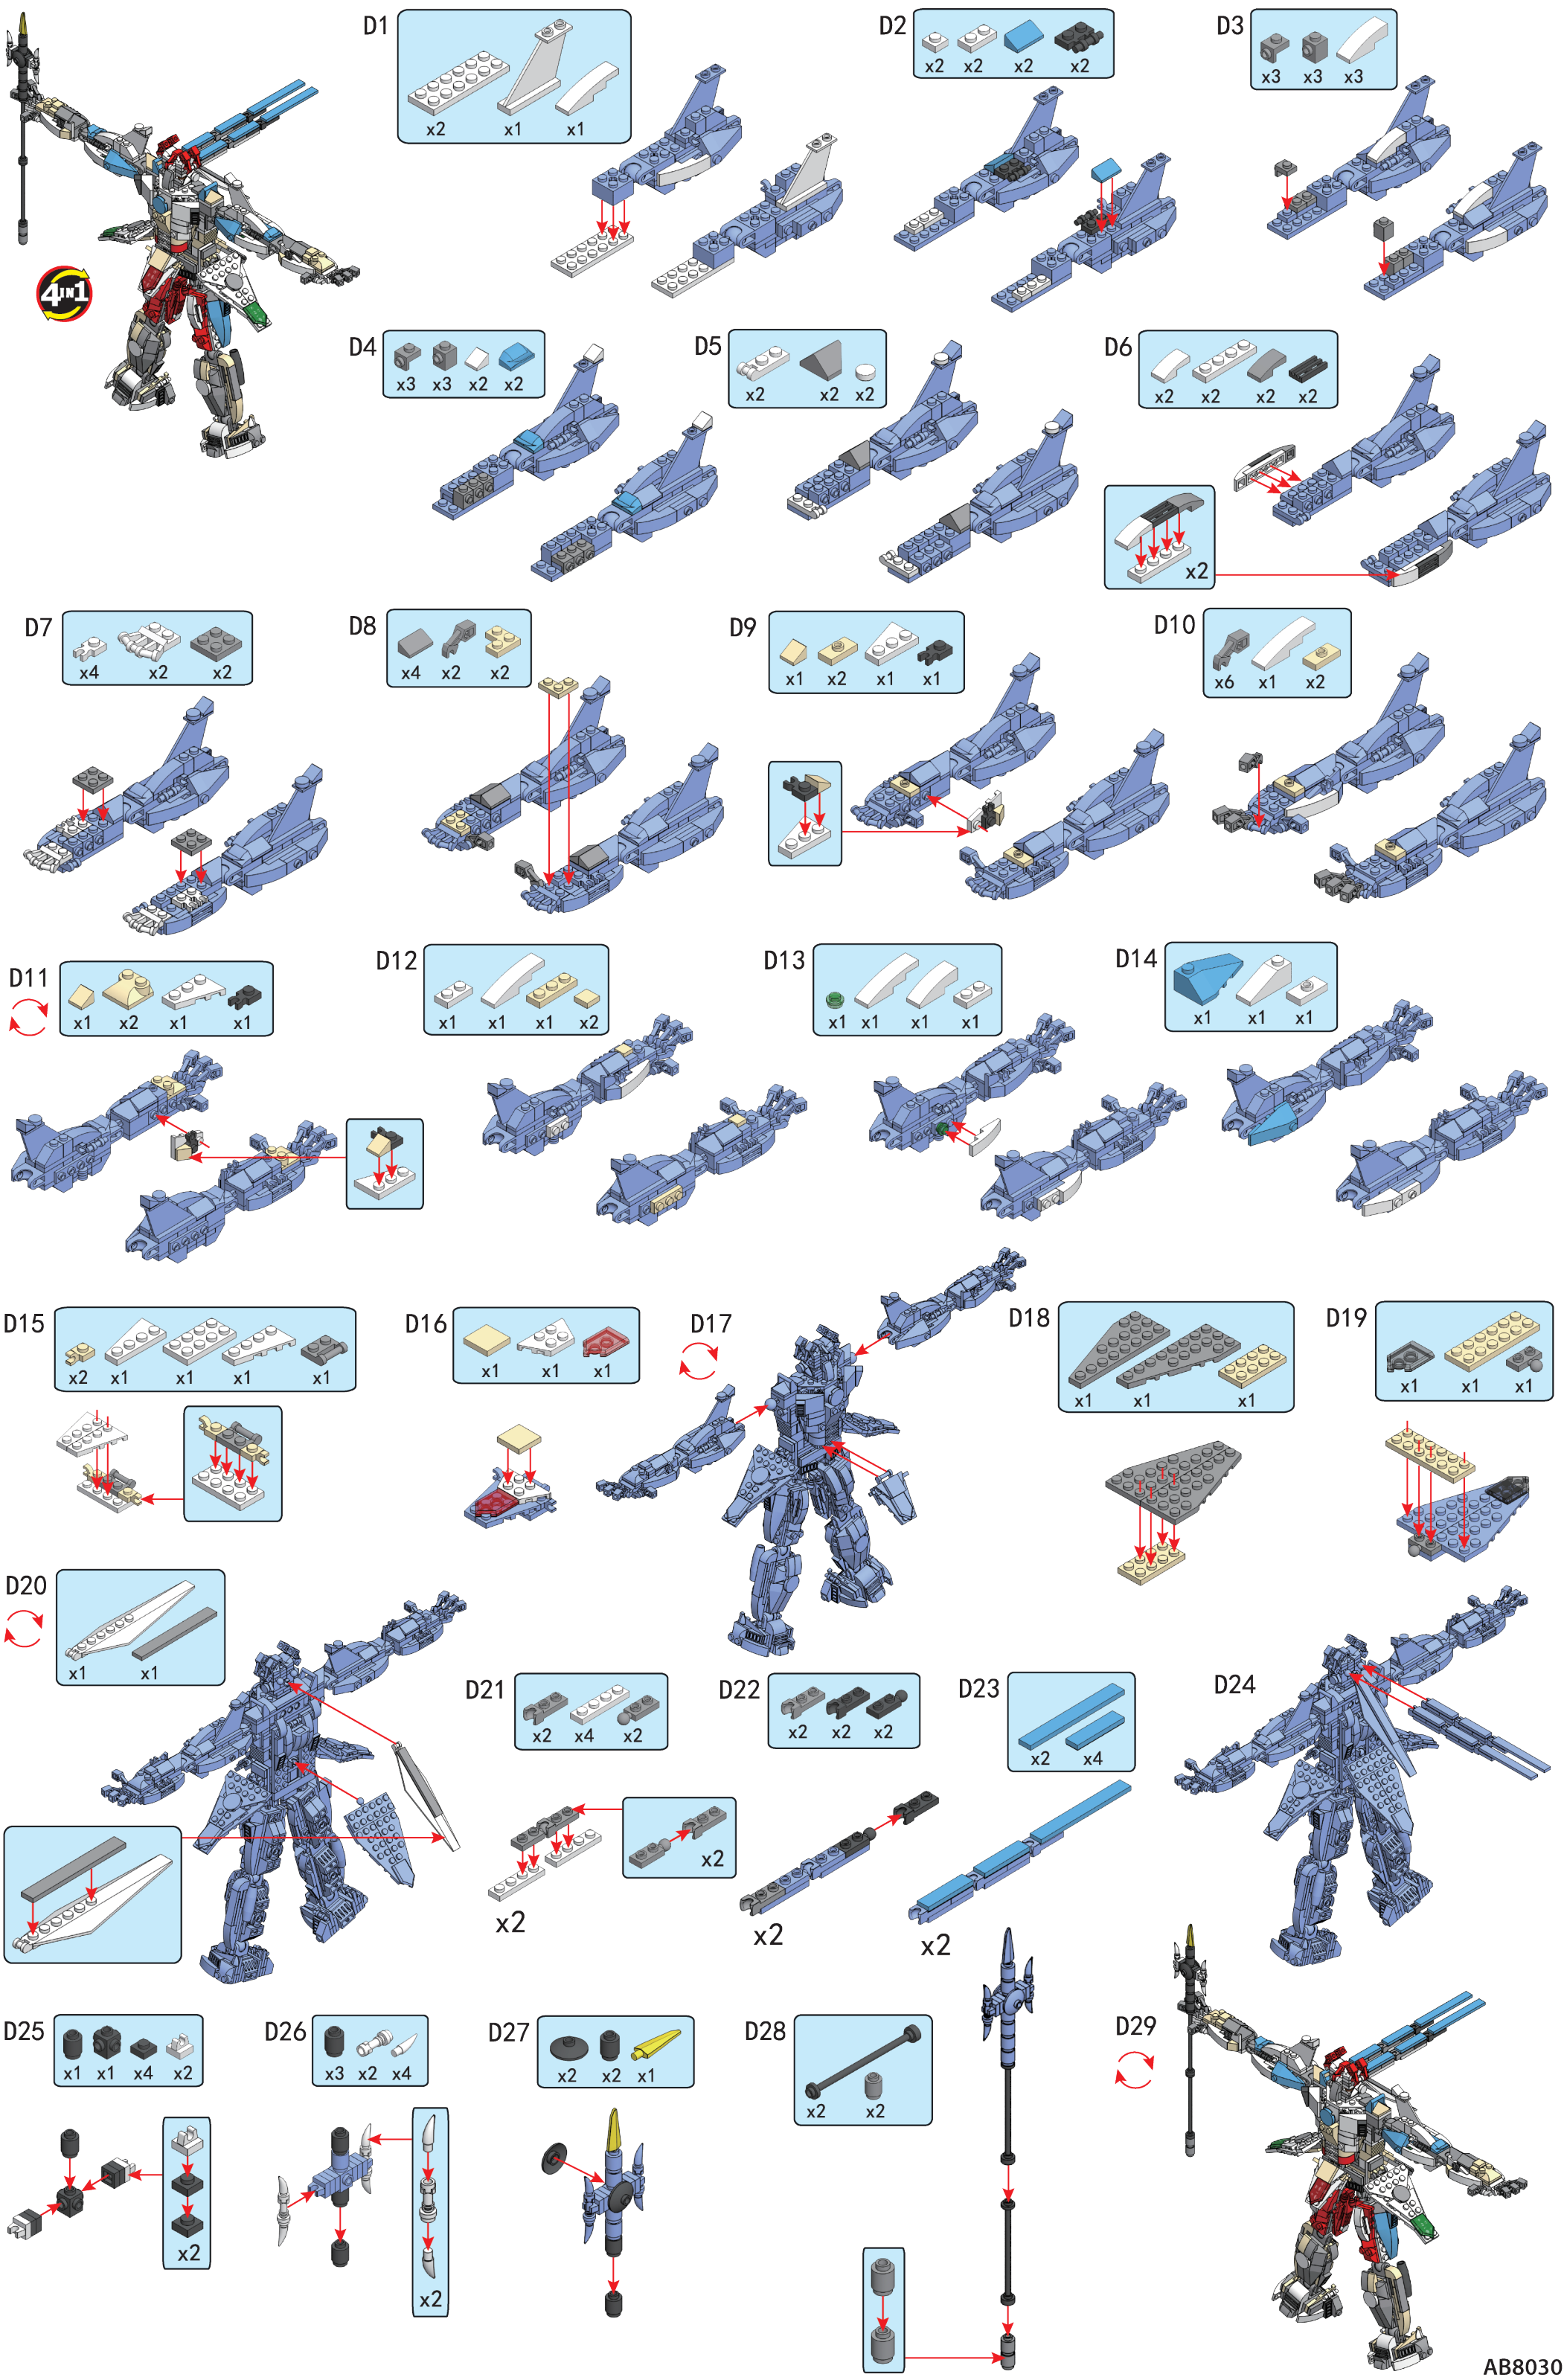 D1
x2 x1 x1
D2
x2 x2 x2 x2
D3
x3 x3 x3
4IN1
D4
x3 x3 x2 x2
D5
x2 x2 x2
D6
x2 x2 x2 x2
x2
D7
x4 x2 x2
D8
x4 x2 x2
D9
x1 x2 x1 x1
D10
x6 x1 x2
D11
x1 x2 x1 x1
D12
x1 x1 x1 x2
D13
x1 x1 x1 x1
D14
x1 x1 x1
D15
x2 x1 x1 x1 x1
D16
x1 x1 x1
D17
D18
x1 x1 x1
D19
x1 x1 x1
D20
x1 x1
D21
x2 x4 x2
x2
x2
D22
x2 x2 x2
x2
D23
x2 x4
x2
D24
D25
x1 x1 x4 x2
x2
D26
x3 x2 x4
x2
D27
x2 x2 x1
D28
x2 x2
D29
AB8030